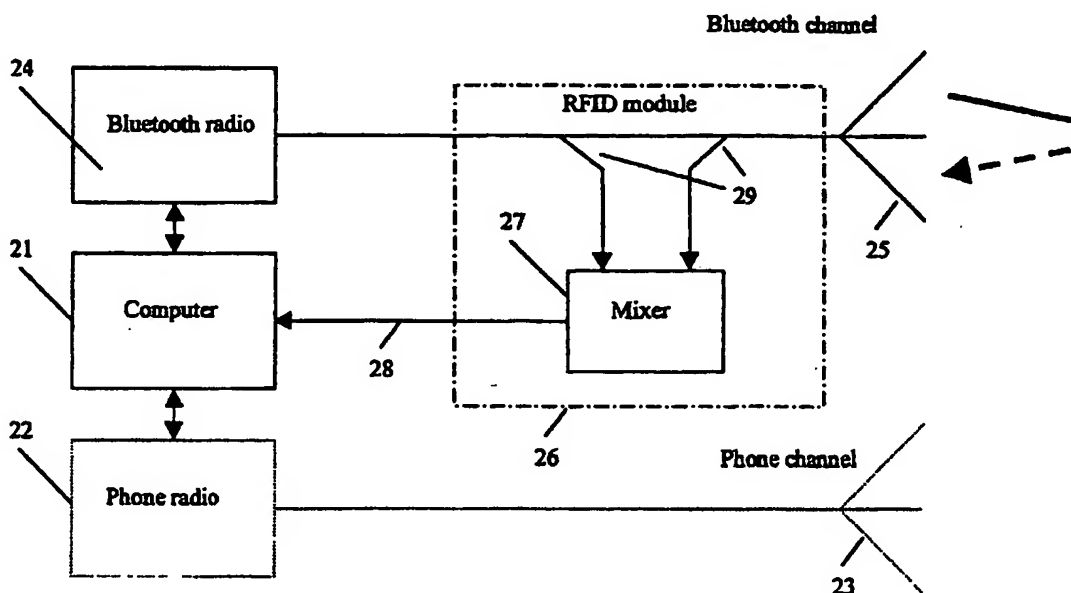 Bluetooth channel
24
RFID module
Bluetooth radio
29
27
25
21
Computer
Mixer
28
22
26
Phone channel
Phone radio
23